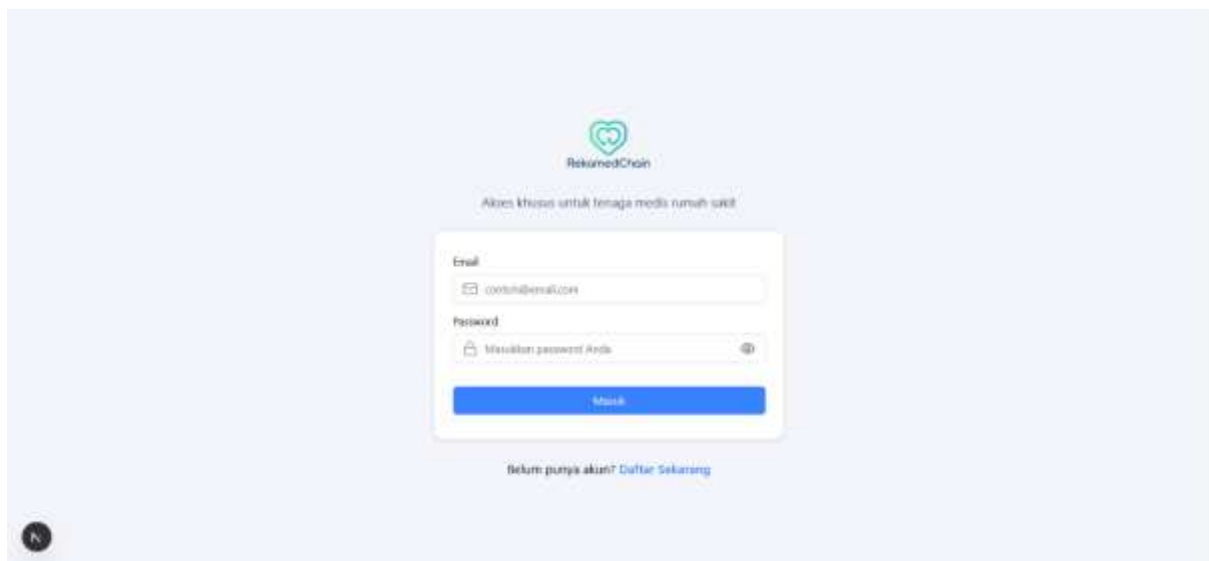 RekamedChain
Akses khusus untuk tenaga medis rumah sakit
Email
contoh@email.com
Password
Masukkan password Anda
Masuk
Belum punya akun? Daftar Sekarang
N